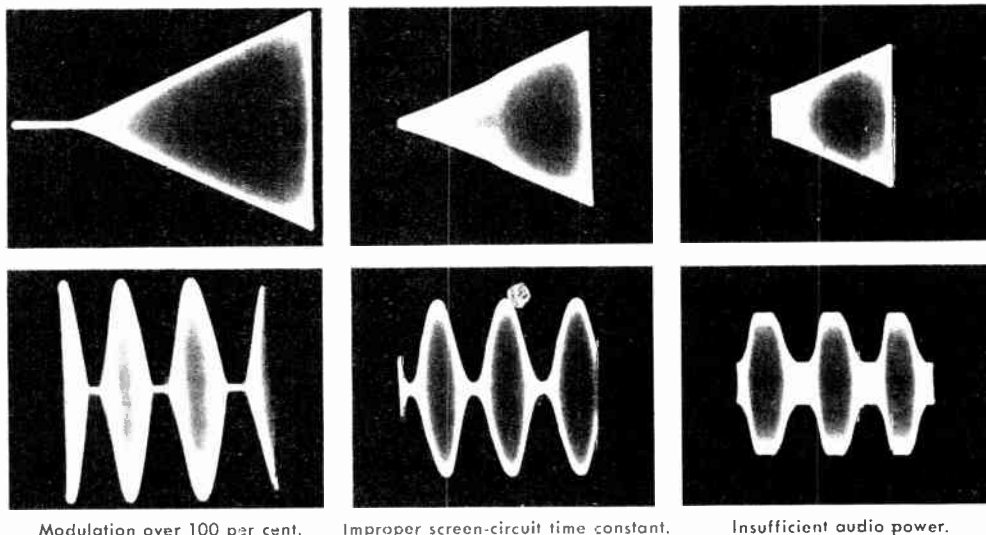 Modulation over 100 per cent.
Improper screen-circuit time constant.
Insufficient audio power.